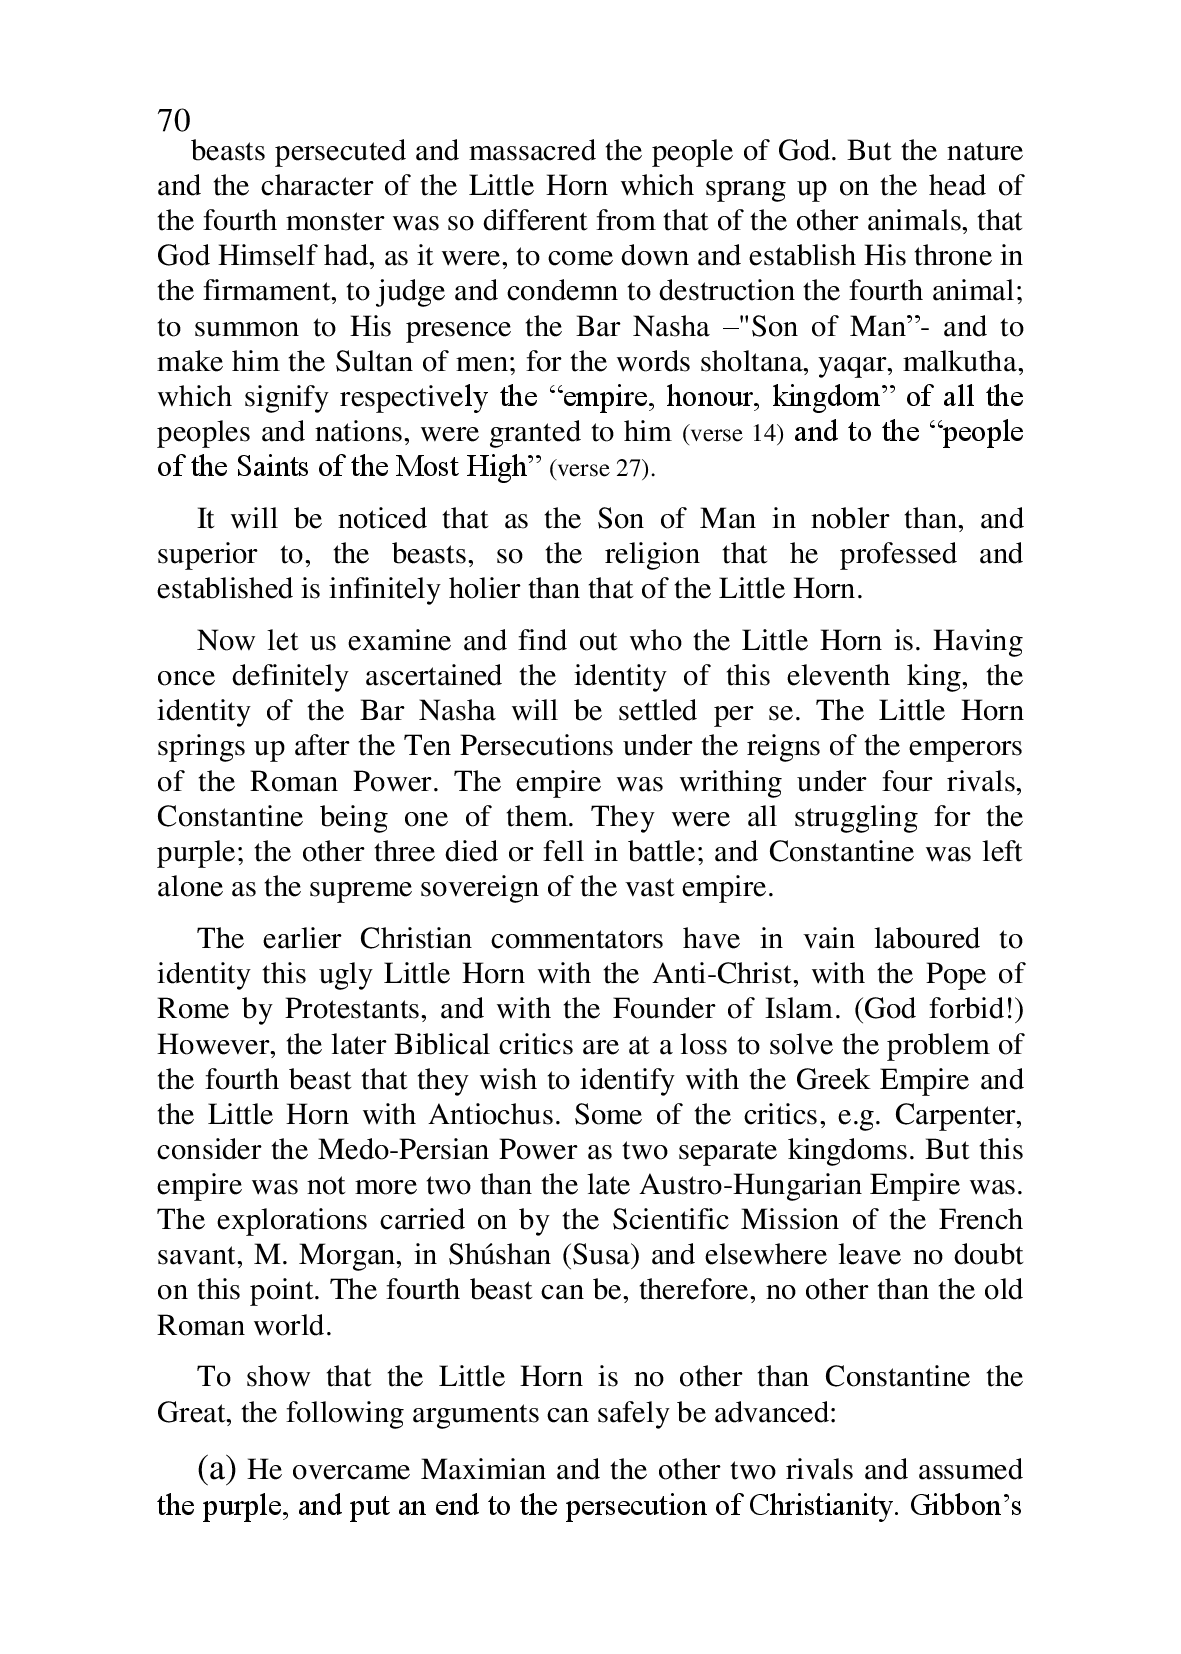 70
beasts persecuted and massacred the people of God. But the nature
and the character of the Little Horn which sprang up on the head of
the fourth monster was so different from that of the other animals, that
God Himself had, as it were, to come down and establish His throne in
the firmament, to judge and condemn to destruction the fourth animal;
to summon to His presence the Bar Nasha –"Son of Man”- and to
make him the Sultan of men; for the words sholtana, yaqar, malkutha,
which signify respectively the “empire, honour, kingdom” of all the
peoples and nations, were granted to him (verse 14) and to the “people
of the Saints of the Most High” (verse 27).
It will be noticed that as the Son of Man in nobler than, and
superior to, the beasts, so the religion that he professed and
established is infinitely holier than that of the Little Horn.
Now let us examine and find out who the Little Horn is. Having
once definitely ascertained the identity of this eleventh king, the
identity of the Bar Nasha will be settled per se. The Little Horn
springs up after the Ten Persecutions under the reigns of the emperors
of the Roman Power. The empire was writhing under four rivals,
Constantine being one of them. They were all struggling for the
purple; the other three died or fell in battle; and Constantine was left
alone as the supreme sovereign of the vast empire.
The earlier Christian commentators have in vain laboured to
identity this ugly Little Horn with the Anti-Christ, with the Pope of
Rome by Protestants, and with the Founder of Islam. (God forbid!)
However, the later Biblical critics are at a loss to solve the problem of
the fourth beast that they wish to identify with the Greek Empire and
the Little Horn with Antiochus. Some of the critics, e.g. Carpenter,
consider the Medo-Persian Power as two separate kingdoms. But this
empire was not more two than the late Austro-Hungarian Empire was.
The explorations carried on by the Scientific Mission of the French
savant, M. Morgan, in Shúshan (Susa) and elsewhere leave no doubt
on this point. The fourth beast can be, therefore, no other than the old
Roman world.
To show that the Little Horn is no other than Constantine the
Great, the following arguments can safely be advanced:
(a) He overcame Maximian and the other two rivals and assumed
the purple, and put an end to the persecution of Christianity. Gibbon’s